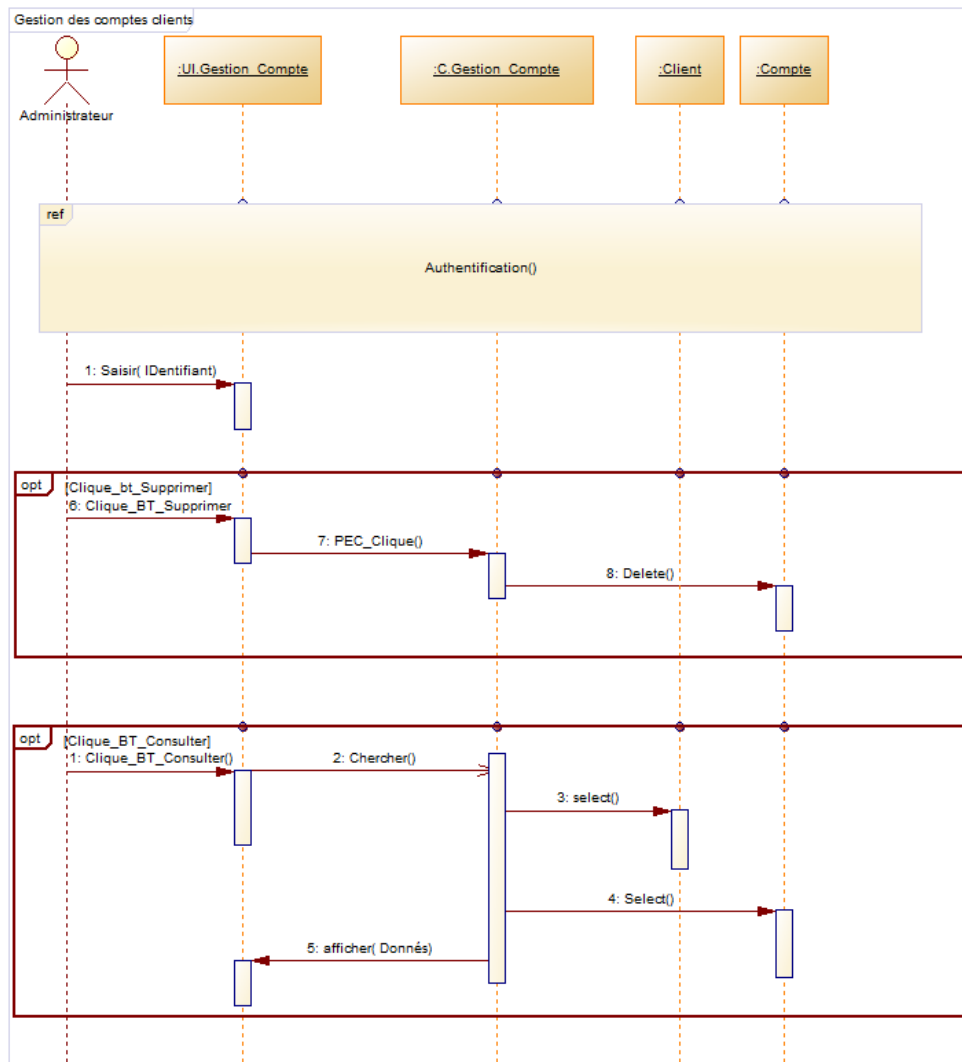 Gestion des comptes clients
:UI.Gestion_Compte
:C.Gestion_Compte
:Client
:Compte
Administrateur
ref
Authentification()
1: Saisir( IDentifiant)
opt
[Clique_bt_Supprimer]
6: Clique_BT_Supprimer
7: PEC_Clique()
8: Delete()
opt
[Clique_BT_Consulter]
1: Clique_BT_Consulter()
2: Chercher()
3: select()
4: Select()
5: afficher( Donnés)